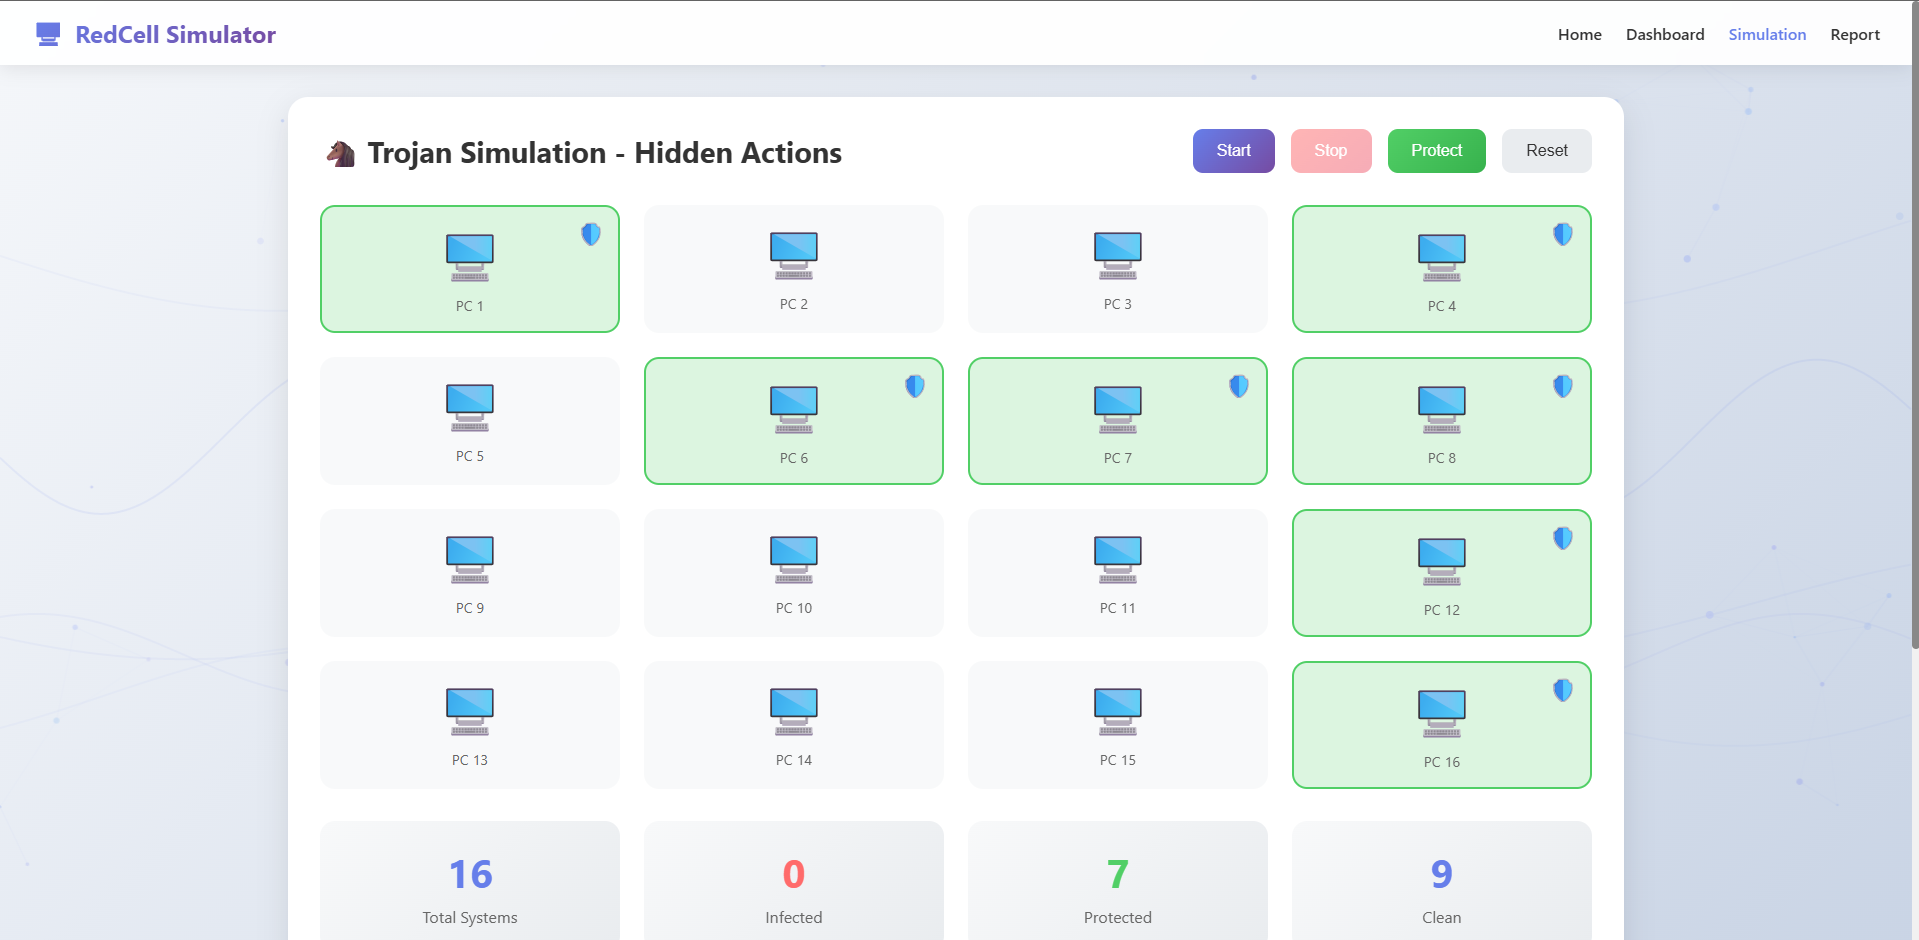 RedCell Simulator
Home Dashboard Simulation Report
Trojan Simulation - Hidden Actions
Start Stop Protect Reset
PC 1 PC 2 PC 3 PC 4
PC 5 PC 6 PC 7 PC 8
PC 9 PC 10 PC 11 PC 12
PC 13 PC 14 PC 15 PC 16
16 0 7 9
Total Systems Infected Protected Clean